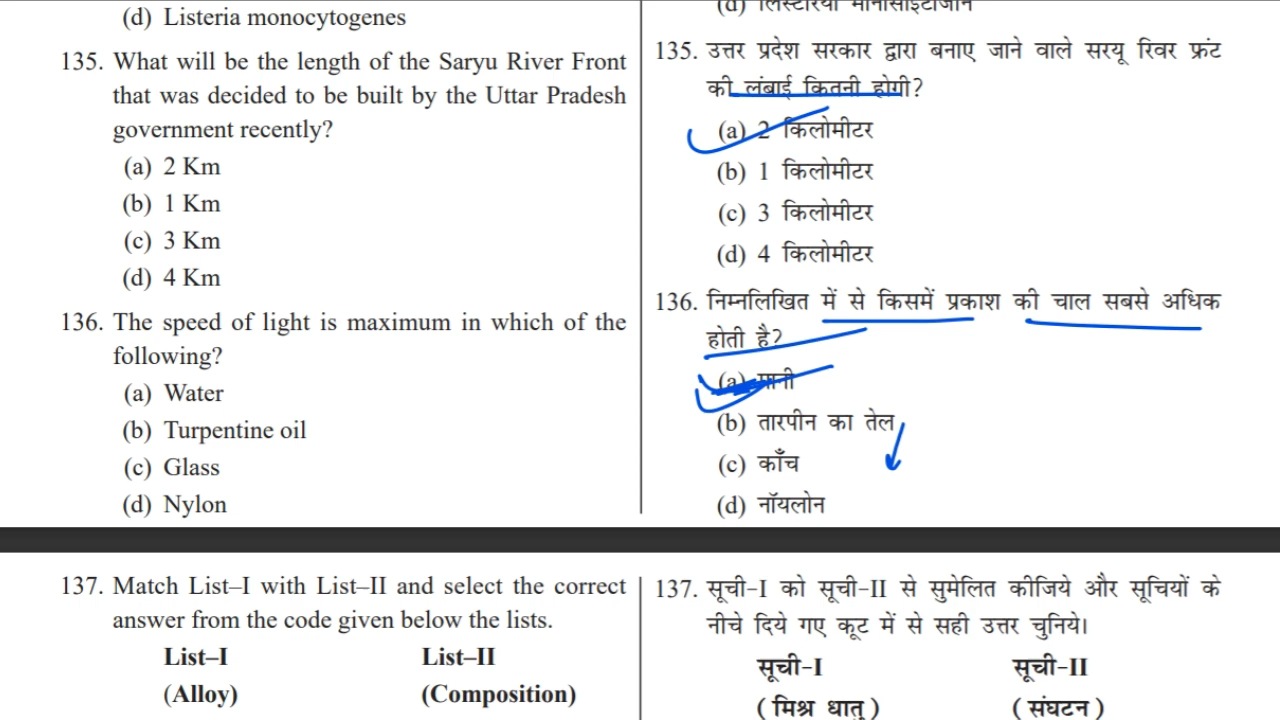 (d) Listeria monocytogenes
135. What will be the length of the Saryu River Front
that was decided to be built by the Uttar Pradesh
government recently?
(a) 2 Km
(b) 1 Km
(c) 3 Km
(d) 4 Km
136. The speed of light is maximum in which of the
following?
(a) Water
(b) Turpentine oil
(c) Glass
(d) Nylon
137. Match List–I with List–II and select the correct
answer from the code given below the lists.
List–I List–II
(Alloy) (Composition)
(d) लिस्टेरिया मोनोसाइटोजीन
135. उत्तर प्रदेश सरकार द्वारा बनाए जाने वाले सरयू रिवर फ्रंट
की लंबाई कितनी होगी?
(a) 2 किलोमीटर
(b) 1 किलोमीटर
(c) 3 किलोमीटर
(d) 4 किलोमीटर
136. निम्नलिखित में से किसमें प्रकाश की चाल सबसे अधिक
होती है?
(a) पानी
(b) तारपीन का तेल
(c) काँच
(d) नॉयलोन
137. सूची-I को सूची-II से सुमेलित कीजिये और सूचियों के
नीचे दिये गए कूट में से सही उत्तर चुनिये।
सूची-I सूची-II
(मिश्र धातु) (संघटन)